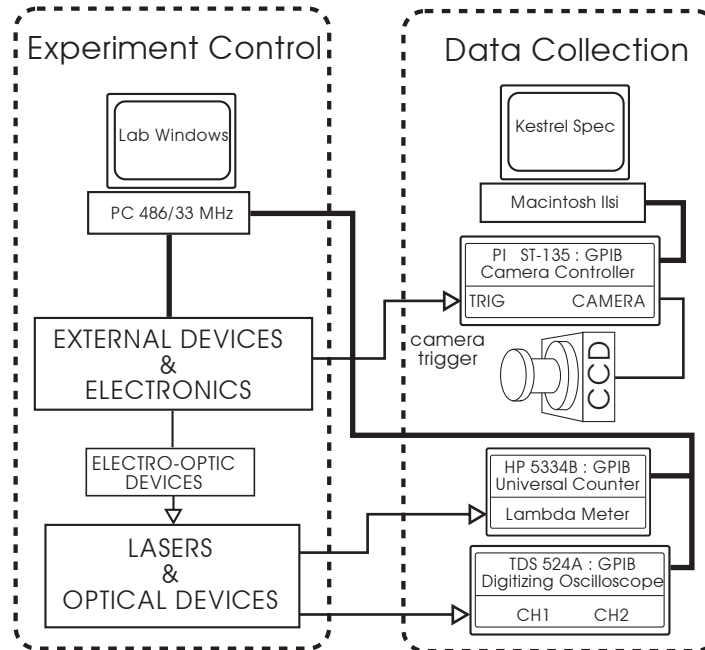 Experiment Control
Lab Windows
PC 486/33 MHz
EXTERNAL DEVICES
&
ELECTRONICS
ELECTRO-OPTIC
DEVICES
LASERS
&
OPTICAL DEVICES
Data Collection
Kestrel Spec
Macintosh IIsi
PI ST-135 : GPIB
Camera Controller
TRIG CAMERA
camera
trigger
CCD
HP 5334B : GPIB
Universal Counter
Lambda Meter
TDS 524A : GPIB
Digitizing Oscilloscope
CH1 CH2